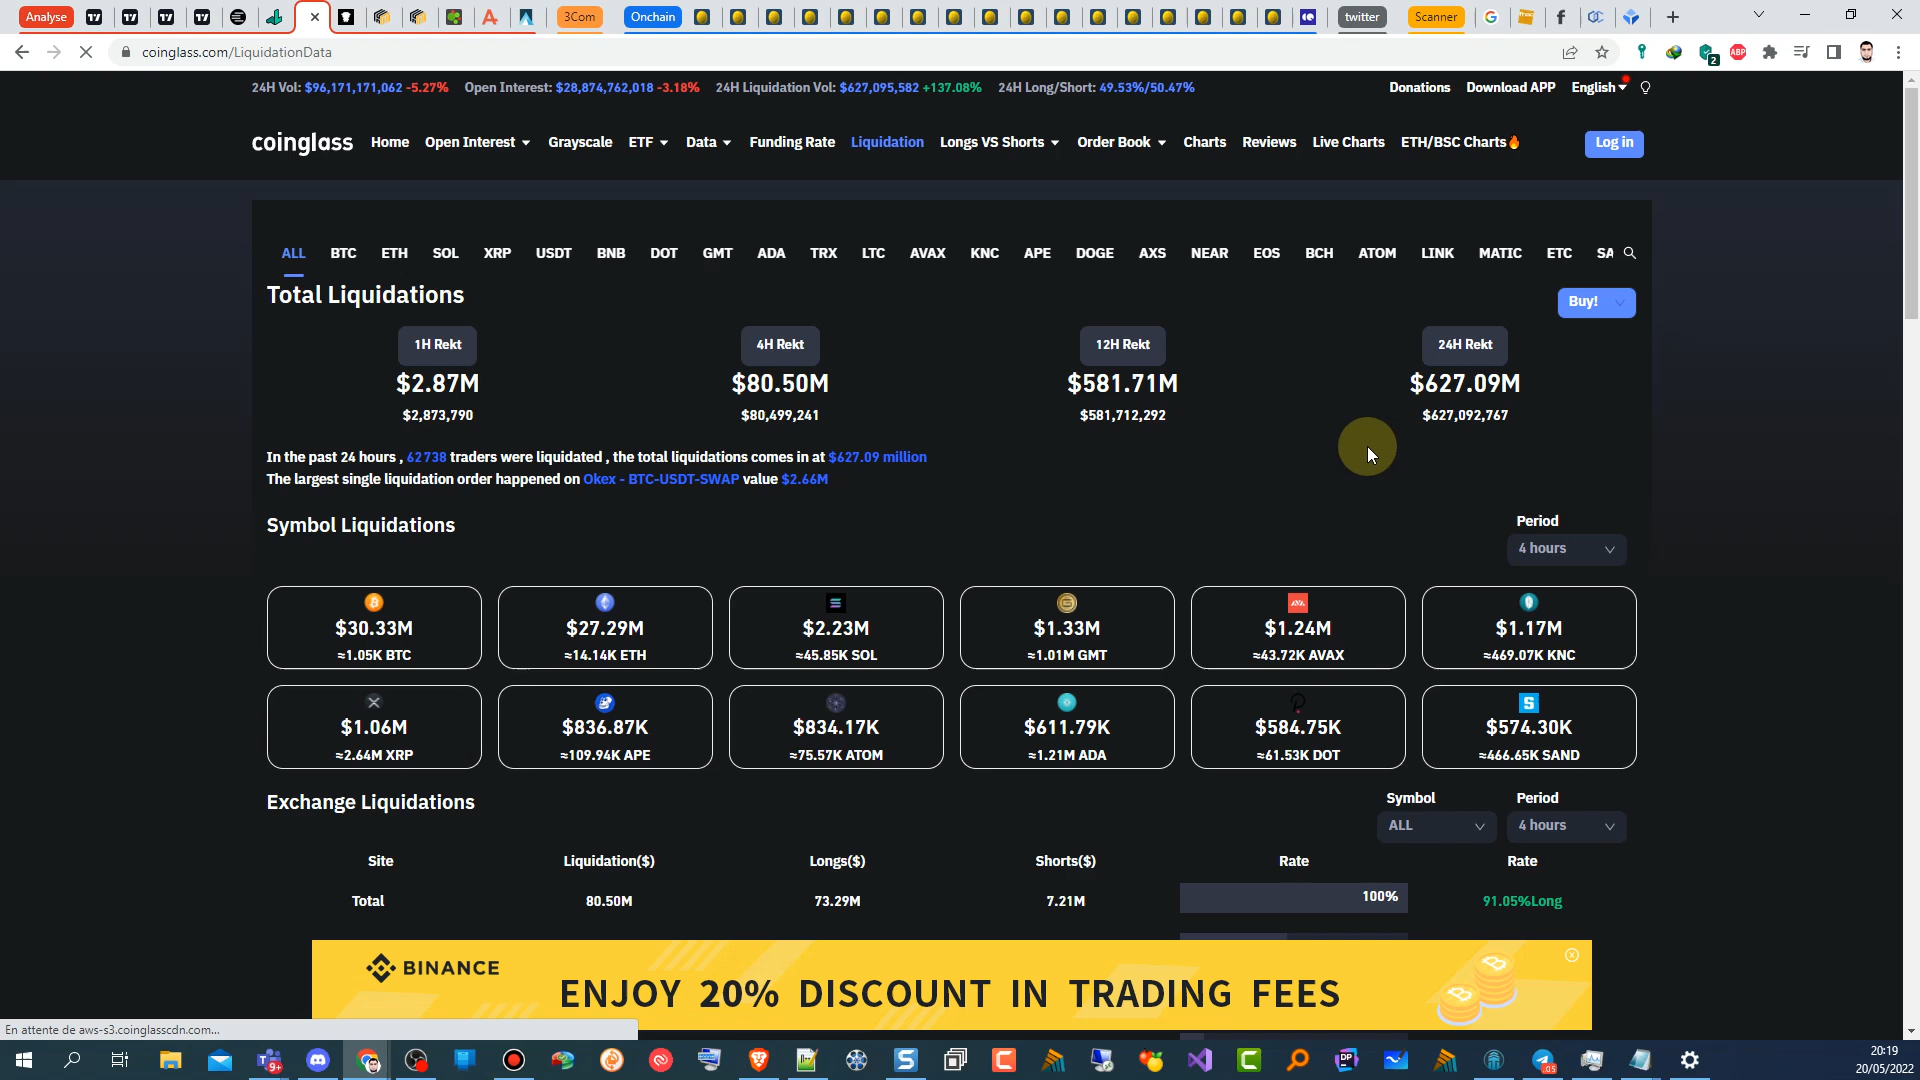 Analyse
3Com
Onchain
twitter
Scanner
coinglass.com/LiquidationData
24H Vol: $96,171,171,062 -5.27% Open Interest: $28,874,762,018 -3.18% 24H Liquidation Vol: $627,095,582 +137.08% 24H Long/Short: 49.53%/50.47%
Donations Download APP English
coinglass Home Open Interest Grayscale ETF Data Funding Rate Liquidation Longs VS Shorts Order Book Charts Reviews Live Charts ETH/BSC Charts Log in
ALL BTC ETH SOL XRP USDT BNB DOT GMT ADA TRX LTC AVAX KNC APE DOGE AXS NEAR EOS BCH ATOM LINK MATIC ETC SA
Total Liquidations
Buy!
1H Rekt 4H Rekt 12H Rekt 24H Rekt
$2.87M $80.50M $581.71M $627.09M
$2,873,790 $80,499,241 $581,712,292 $627,092,767
In the past 24 hours , 62738 traders were liquidated , the total liquidations comes in at $627.09 million
The largest single liquidation order happened on Okex - BTC-USDT-SWAP value $2.66M
Symbol Liquidations
Period
4 hours
$30.33M $27.29M $2.23M $1.33M $1.24M $1.17M
≈1.05K BTC ≈14.14K ETH ≈45.85K SOL ≈1.01M GMT ≈43.72K AVAX ≈469.07K KNC
$1.06M $836.87K $834.17K $611.79K $584.75K $574.30K
≈2.64M XRP ≈109.94K APE ≈75.57K ATOM ≈1.21M ADA ≈61.53K DOT ≈466.65K SAND
Exchange Liquidations
Symbol Period
ALL 4 hours
Site Liquidation($) Longs($) Shorts($) Rate Rate
Total 80.50M 73.29M 7.21M 100% 91.05%Long
BINANCE
ENJOY 20% DISCOUNT IN TRADING FEES
En attente de aws-s3.coinglasscdn.com...
20:19
20/05/2022